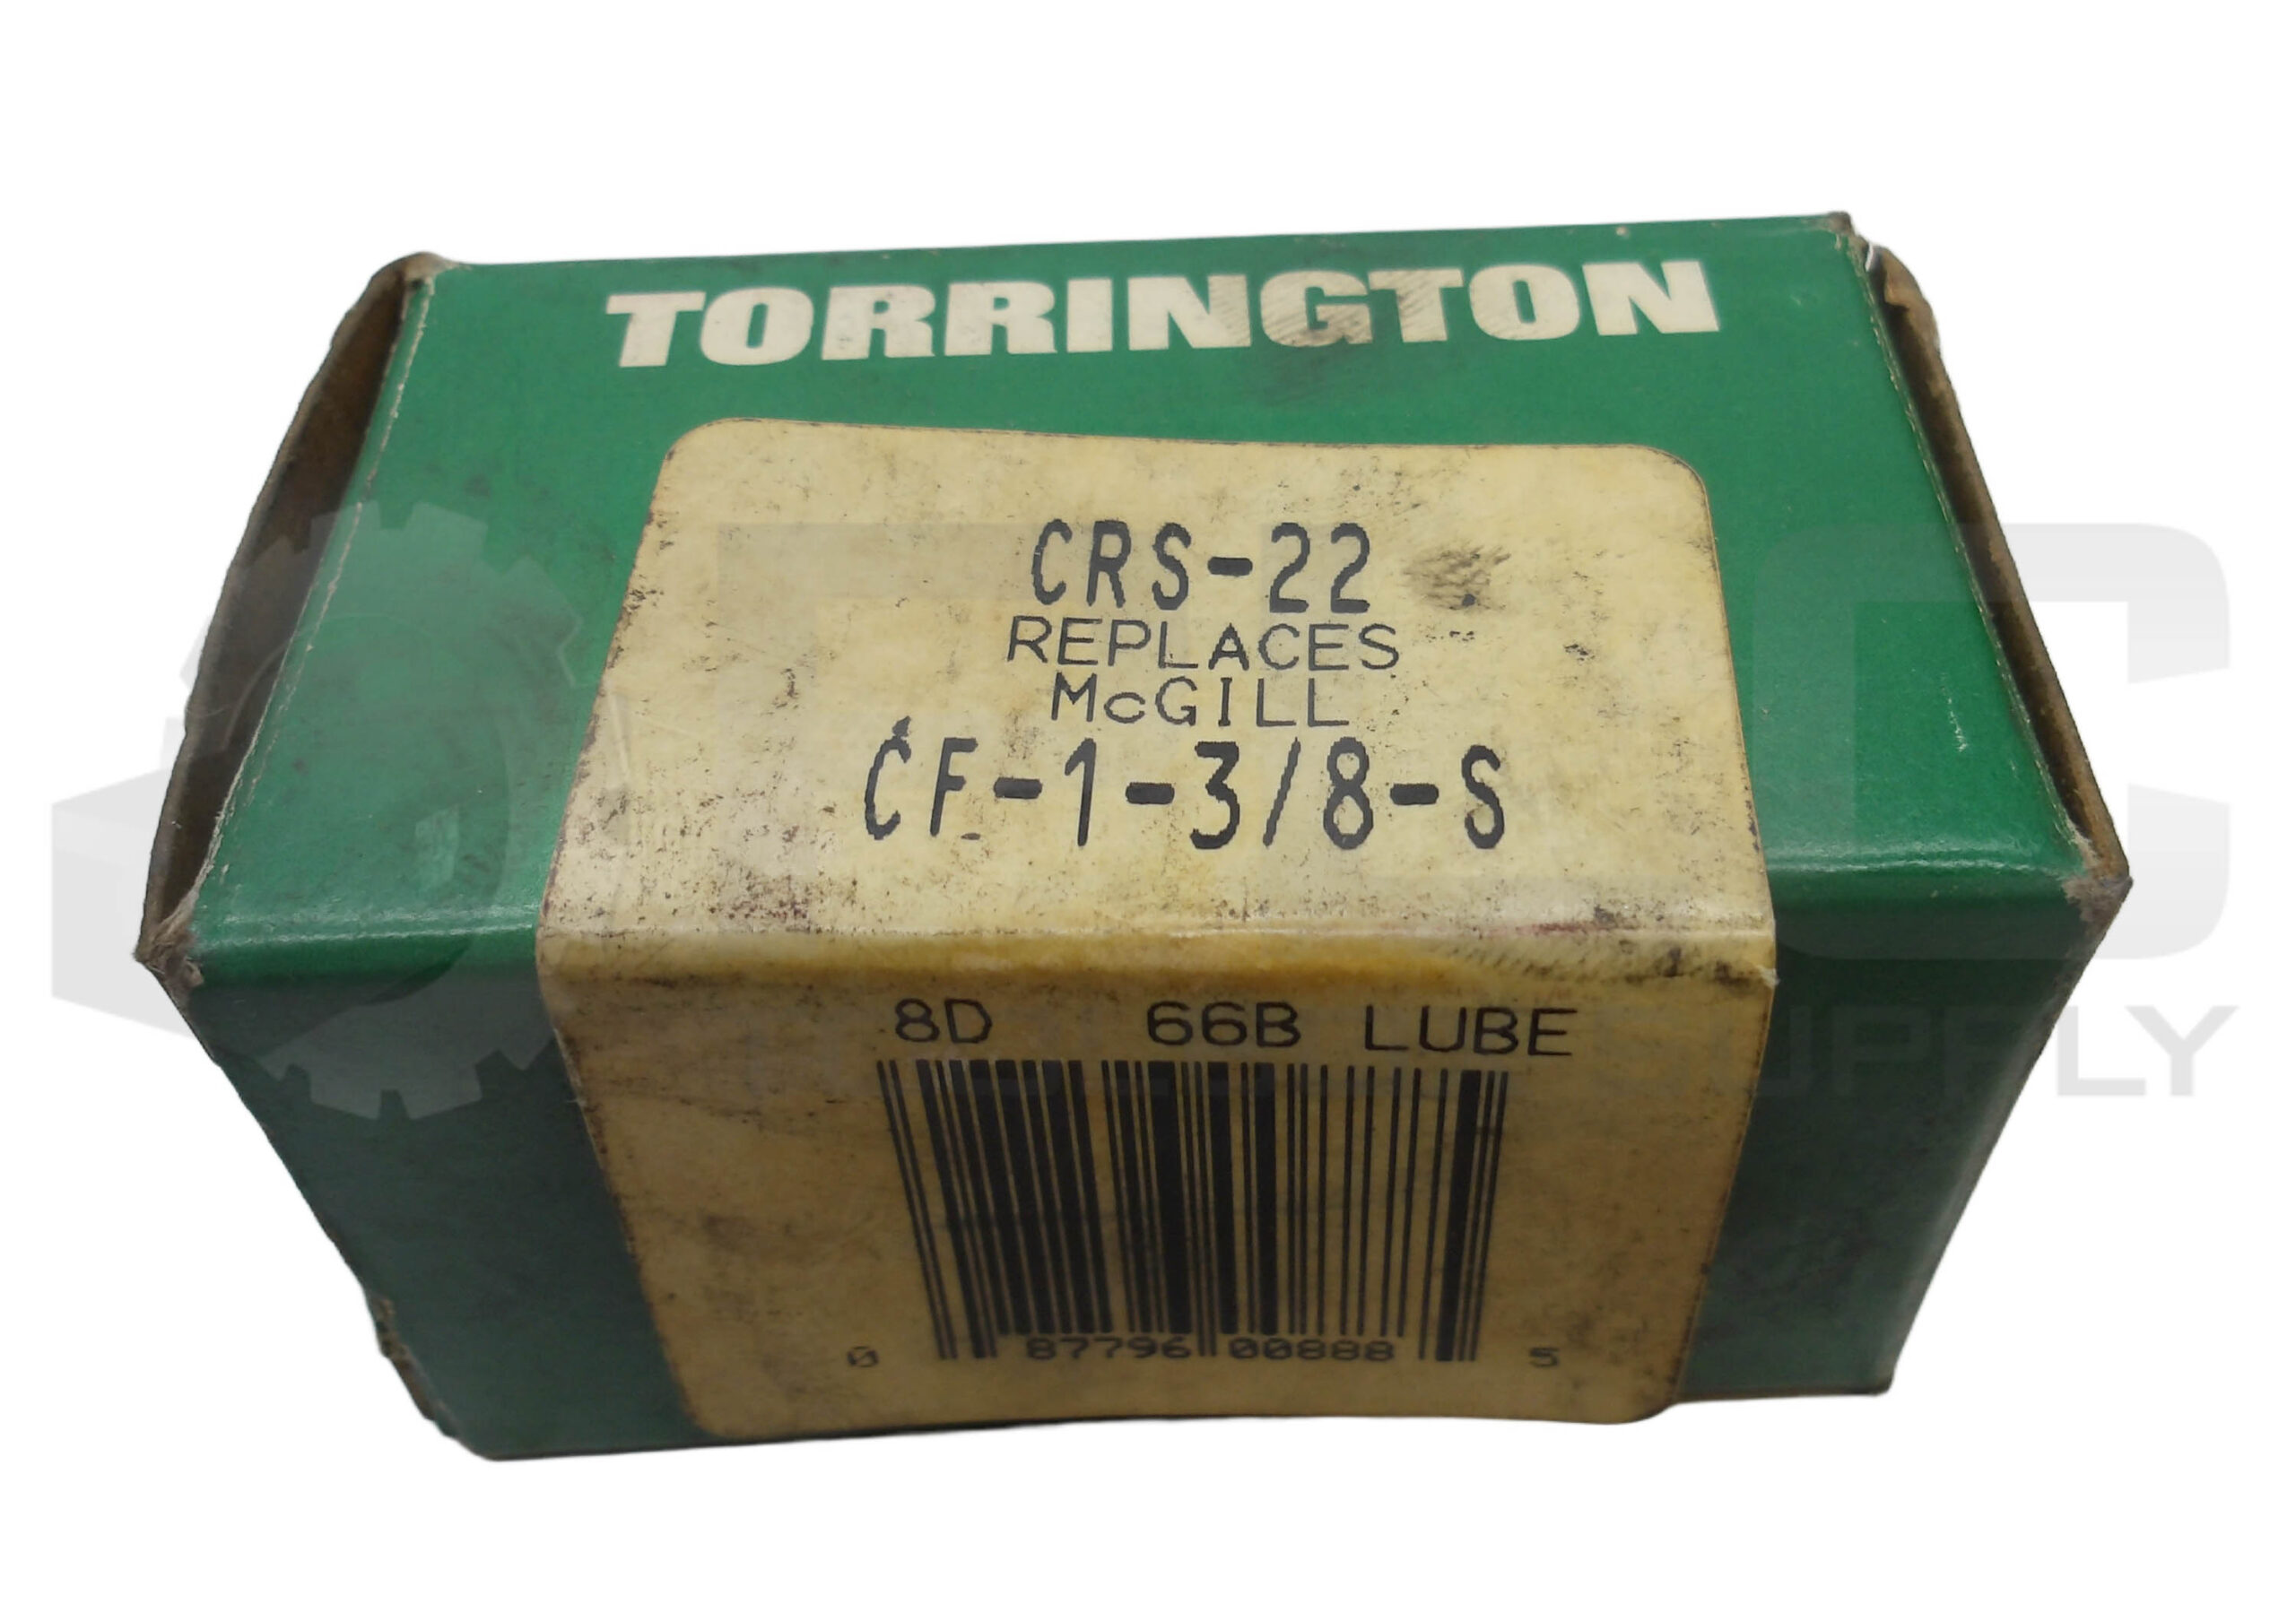 TORRINGTON
CRS-22
REPLACES
McGILL
CF-1-3/8-S
8D 66B LUBE
0 87796 00888 5